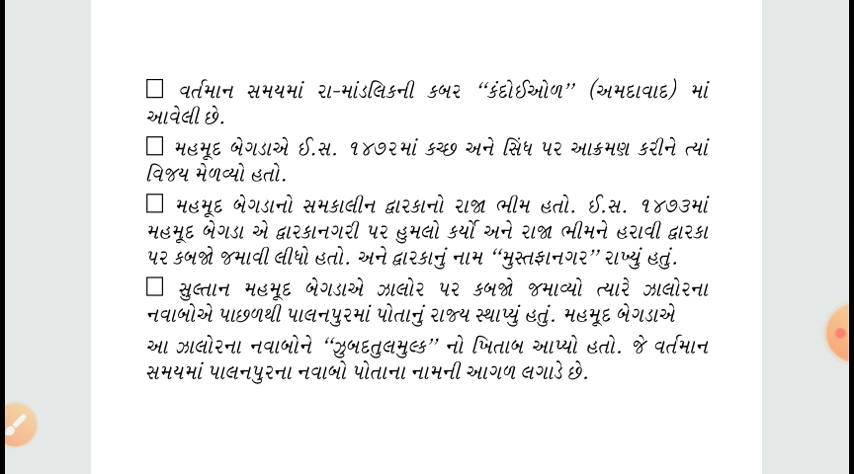 □ વર્તમાન સમયમાં રા-માંડલિકની કબર “કંદોઈઓળ” (અમદાવાદ) માં
આવેલી છે.
□ મહમૂદ બેગડાએ ઈ.સ. ૧૪૭૨માં કચ્છ અને સિંધ પર આક્રમણ કરીને ત્યાં
વિજય મેળવ્યો હતો.
□ મહમૂદ બેગડાનો સમકાલીન દ્વારકાનો રાજા ભીમ હતો. ઈ.સ. ૧૪૭૩માં
મહમૂદ બેગડા એ દ્વારકાનગરી પર હુમલો કર્યો અને રાજા ભીમને હરાવી દ્વારકા
પર કબજો જમાવી લીધો હતો. અને દ્વારકાનું નામ “મુસ્તફાનગર” રાખ્યું હતું.
□ સુલ્તાન મહમૂદ બેગડાએ ઝાલોર પર કબજો જમાવ્યો ત્યારે ઝાલોરના
નવાબોએ પાછળથી પાલનપુરમાં પોતાનું રાજ્ય સ્થાપ્યું હતું. મહમૂદ બેગડાએ
આ ઝાલોરના નવાબોને “ઝુબદતુલમુલ્ક” નો ખિતાબ આપ્યો હતો. જે વર્તમાન
સમયમાં પાલનપુરના નવાબો પોતાના નામની આગળ લગાડે છે.